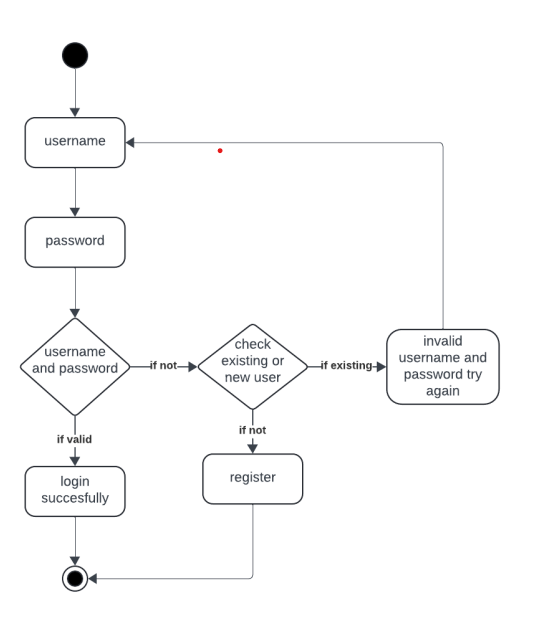 username
password
username
and password
if not
check
existing or
new user
if existing
invalid
username and
password try
again
if valid
if not
login
succesfully
register